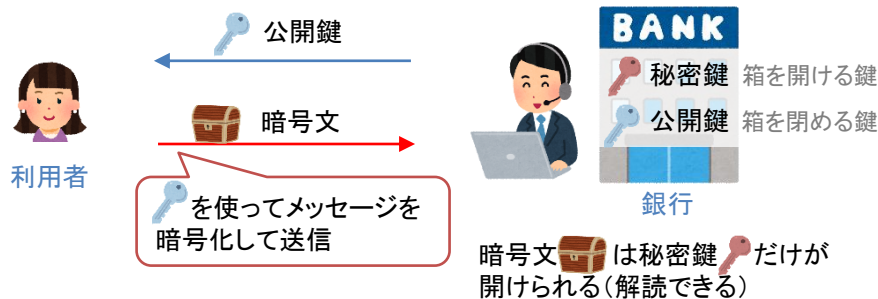 公開鍵
BANK
秘密鍵 箱を開ける鍵
暗号文
公開鍵 箱を閉める鍵
利用者
銀行
を使ってメッセージを
暗号化して送信
暗号文 は秘密鍵 だけが
開けられる(解読できる)